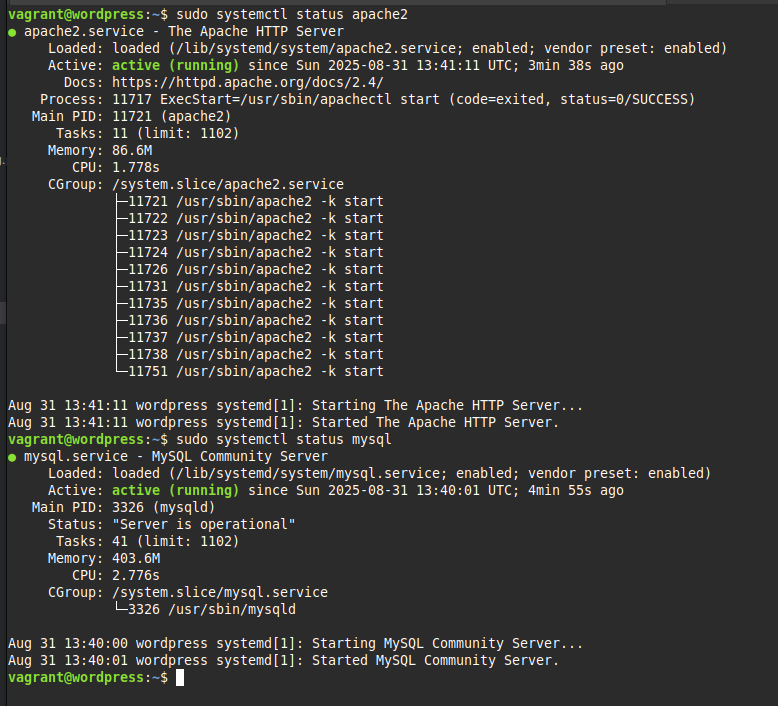 vagrant@wordpress:~$ sudo systemctl status apache2
● apache2.service - The Apache HTTP Server
     Loaded: loaded (/lib/systemd/system/apache2.service; enabled; vendor preset: enabled)
     Active: active (running) since Sun 2025-08-31 13:41:11 UTC; 3min 38s ago
       Docs: https://httpd.apache.org/docs/2.4/
    Process: 11717 ExecStart=/usr/sbin/apachectl start (code=exited, status=0/SUCCESS)
   Main PID: 11721 (apache2)
      Tasks: 11 (limit: 1102)
     Memory: 86.6M
        CPU: 1.778s
     CGroup: /system.slice/apache2.service
             ├─11721 /usr/sbin/apache2 -k start
             ├─11722 /usr/sbin/apache2 -k start
             ├─11723 /usr/sbin/apache2 -k start
             ├─11724 /usr/sbin/apache2 -k start
             ├─11726 /usr/sbin/apache2 -k start
             ├─11731 /usr/sbin/apache2 -k start
             ├─11735 /usr/sbin/apache2 -k start
             ├─11736 /usr/sbin/apache2 -k start
             ├─11737 /usr/sbin/apache2 -k start
             ├─11738 /usr/sbin/apache2 -k start
             └─11751 /usr/sbin/apache2 -k start

Aug 31 13:41:11 wordpress systemd[1]: Starting The Apache HTTP Server...
Aug 31 13:41:11 wordpress systemd[1]: Started The Apache HTTP Server.
vagrant@wordpress:~$ sudo systemctl status mysql
● mysql.service - MySQL Community Server
     Loaded: loaded (/lib/systemd/system/mysql.service; enabled; vendor preset: enabled)
     Active: active (running) since Sun 2025-08-31 13:40:01 UTC; 4min 55s ago
   Main PID: 3326 (mysqld)
     Status: "Server is operational"
      Tasks: 41 (limit: 1102)
     Memory: 403.6M
        CPU: 2.776s
     CGroup: /system.slice/mysql.service
             └─3326 /usr/sbin/mysqld

Aug 31 13:40:00 wordpress systemd[1]: Starting MySQL Community Server...
Aug 31 13:40:01 wordpress systemd[1]: Started MySQL Community Server.
vagrant@wordpress:~$